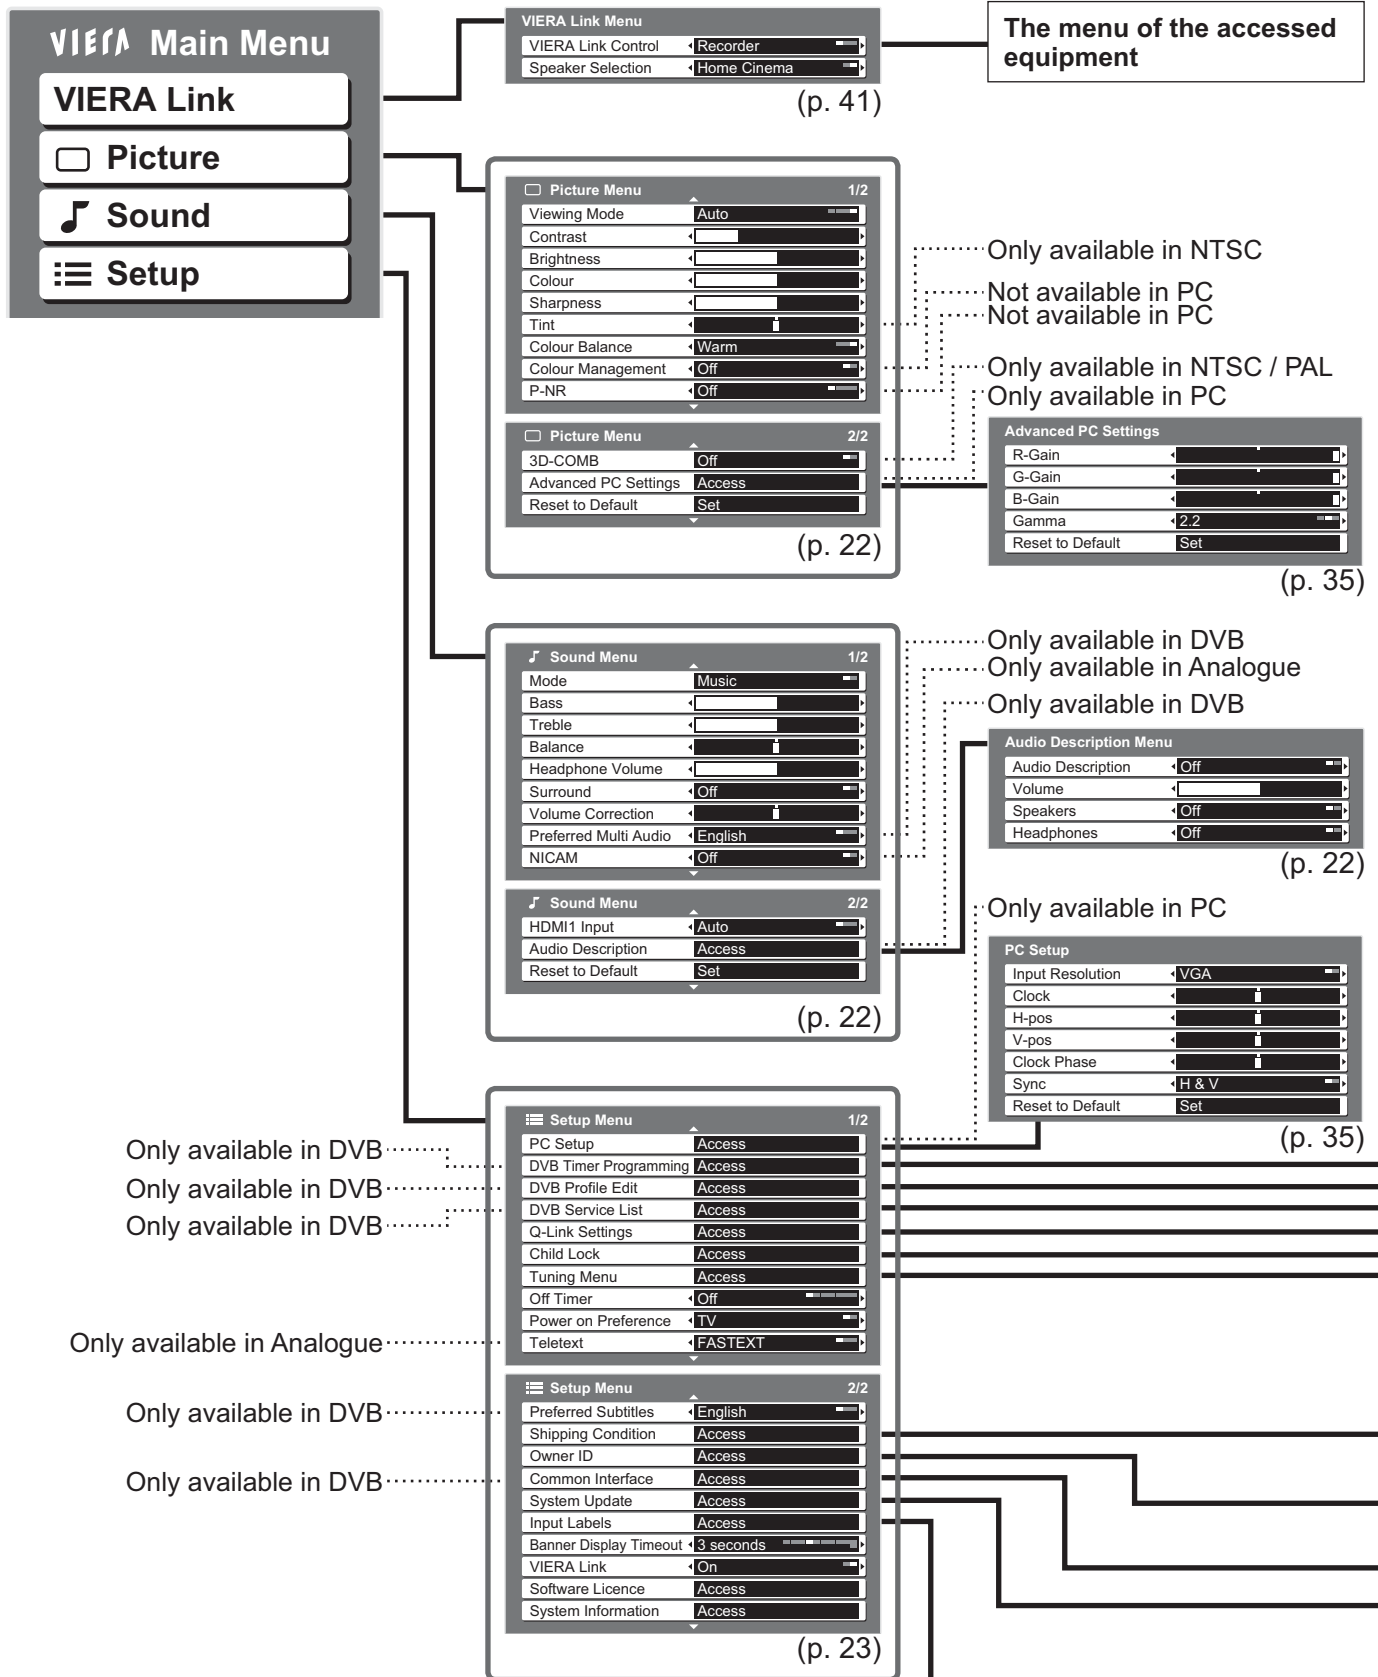 VIERA Main Menu
VIERA Link
Picture
Sound
Setup
VIERA Link Menu
VIERA Link Control Recorder
Speaker Selection Home Cinema
(p. 41)
The menu of the accessed
equipment
Picture Menu 1/2
Viewing Mode Auto
Contrast
Brightness
Colour
Sharpness
Tint
Colour Balance Warm
Colour Management Off
P-NR Off
Only available in NTSC
Not available in PC
Not available in PC
Only available in NTSC / PAL
Only available in PC
Picture Menu 2/2
3D-COMB Off
Advanced PC Settings Access
Reset to Default Set
(p. 22)
Advanced PC Settings
R-Gain
G-Gain
B-Gain
Gamma 2.2
Reset to Default Set
(p. 35)
Sound Menu 1/2
Mode Music
Bass
Treble
Balance
Headphone Volume
Surround Off
Volume Correction
Preferred Multi Audio English
NICAM Off
Only available in DVB
Only available in Analogue
Only available in DVB
Sound Menu 2/2
HDMI1 Input Auto
Audio Description Access
Reset to Default Set
(p. 22)
Audio Description Menu
Audio Description Off
Volume
Speakers Off
Headphones Off
(p. 22)
Only available in PC
PC Setup
Input Resolution VGA
Clock
H-pos
V-pos
Clock Phase
Sync H & V
Reset to Default Set
(p. 35)
Setup Menu 1/2
PC Setup Access
DVB Timer Programming Access
DVB Profile Edit Access
DVB Service List Access
Q-Link Settings Access
Child Lock Access
Tuning Menu Access
Off Timer Off
Power on Preference TV
Teletext FASTEXT
Only available in DVB
Only available in DVB
Only available in DVB
Only available in Analogue
Setup Menu 2/2
Preferred Subtitles English
Shipping Condition Access
Owner ID Access
Common Interface Access
System Update Access
Input Labels Access
Banner Display Timeout 3 seconds
VIERA Link On
Software Licence Access
System Information Access
Only available in DVB
Only available in DVB
(p. 23)